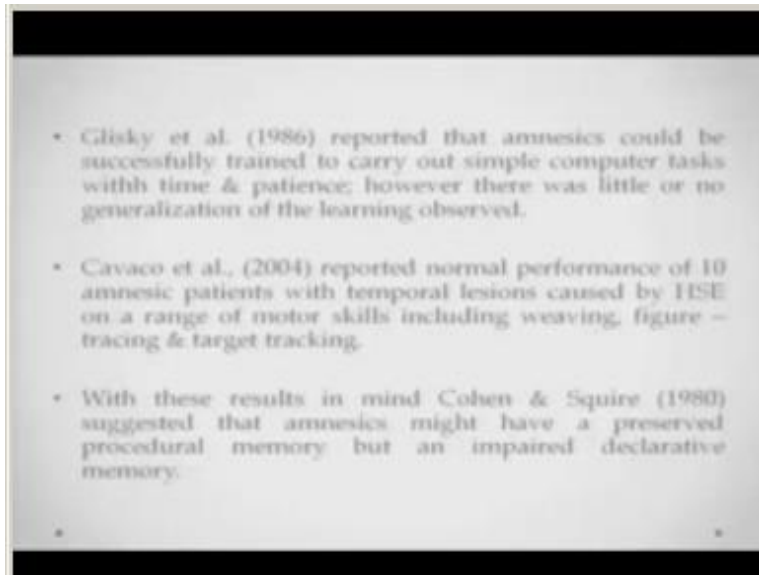 • Glisky et al. (1986) reported that amnesics could be
successfully trained to carry out simple computer tasks
withh time & patience; however there was little or no
generalization of the learning observed.
• Cavaco et al., (2004) reported normal performance of 10
amnesic patients with temporal lesions caused by HSE
on a range of motor skills including weaving, figure –
tracing & target tracking.
• With these results in mind Cohen & Squire (1980)
suggested that amnesics might have a preserved
procedural memory but an impaired declarative
memory.